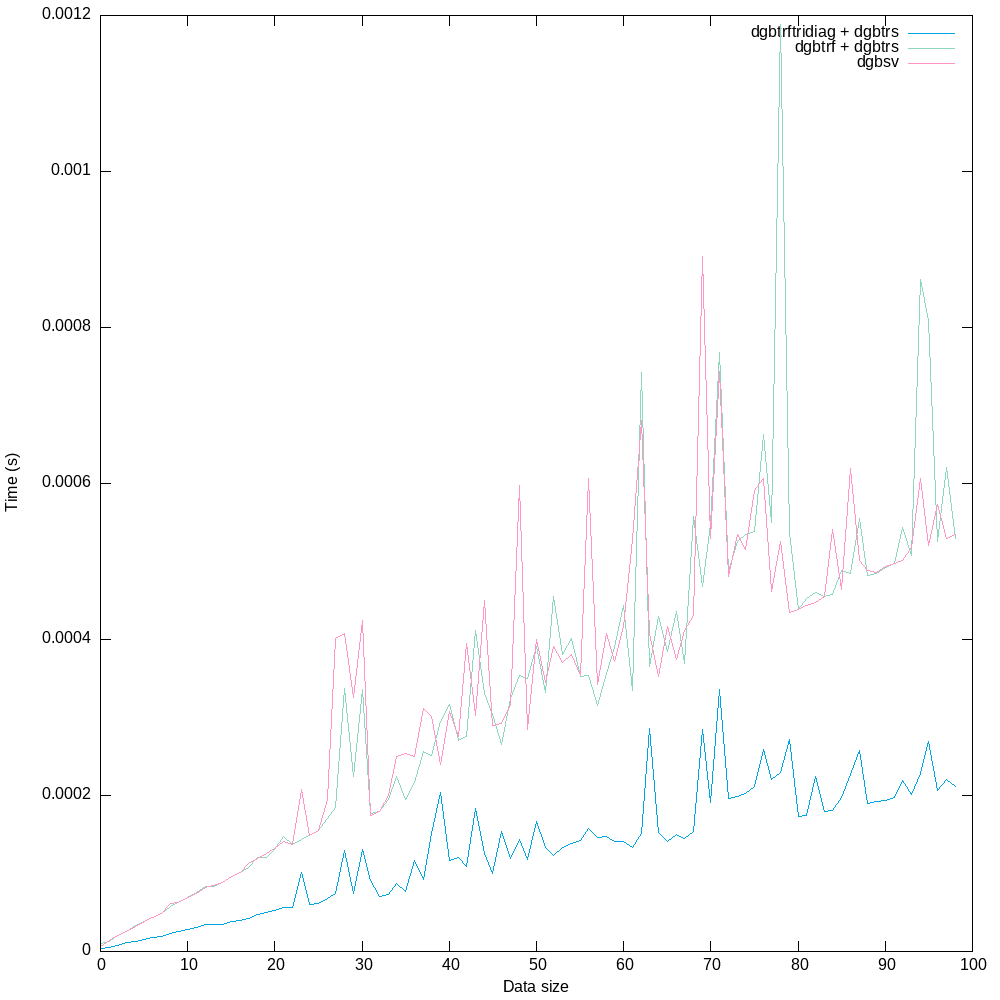 0.0012
dgbtrftridiag + dgbtrs
dgbtrf + dgbtrs
dgbsv
0.001
0.0008
0.0006
0.0004
0.0002
0
Time (s)
0 10 20 30 40 50 60 70 80 90 100
Data size